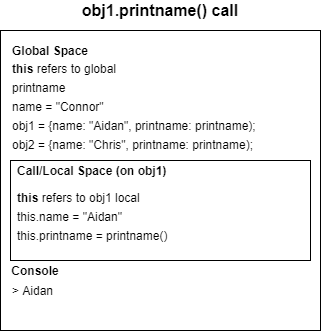 obj1.printname() call
Global Space
this refers to global
printname
name = "Connor"
obj1 = {name: "Aidan", printname: printname);
obj2 = {name: "Chris", printname: printname);
Call/Local Space (on obj1)
this refers to obj1 local
this.name = "Aidan"
this.printname = printname()
Console
> Aidan